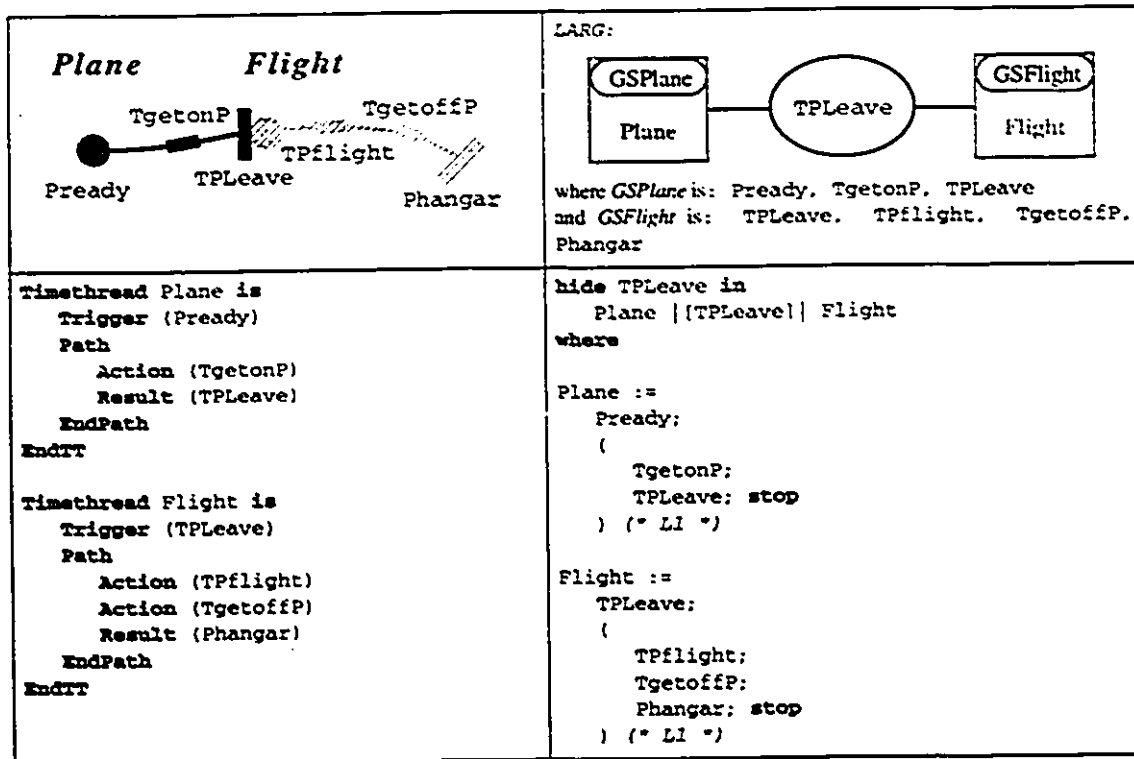 Plane Flight
TgetonP TgetoffP
TPflight
Pready TPLeave Phangar
LARG:
GSPlane GSFlight
TPLeave
Plane Flight
where GSPlane is: Pready, TgetonP, TPLeave
and GSFlight is: TPLeave, TPflight, TgetoffP,
Phangar
Timethread Plane is
Trigger (Pready)
Path
Action (TgetonP)
Result (TPLeave)
EndPath
EndTT
Timethread Flight is
Trigger (TPLeave)
Path
Action (TPflight)
Action (TgetoffP)
Result (Phangar)
EndPath
EndTT
hide TPLeave in
Plane |[TPLeave]| Flight
where
Plane :=
Pready;
(
TgetonP;
TPLeave; stop
) (* L1 *)
Flight :=
TPLeave;
(
TPflight;
TgetoffP;
Phangar; stop
) (* L1 *)